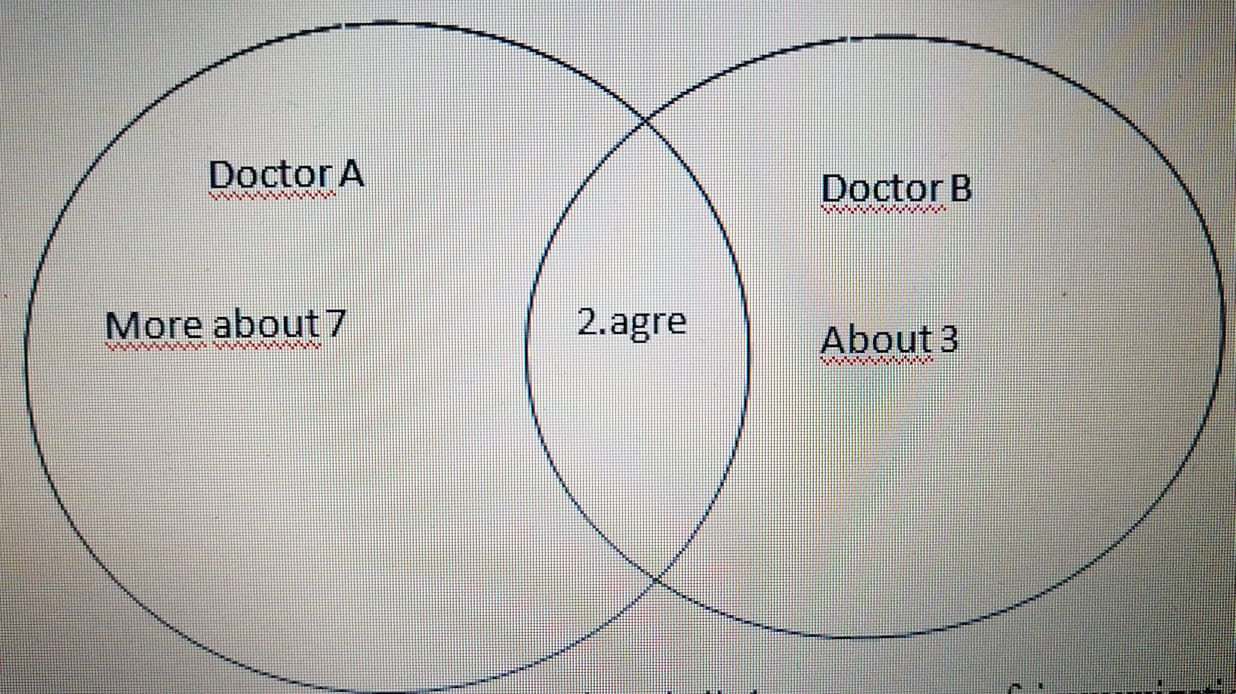 Doctor A
More about 7
2.agre
Doctor B
About 3